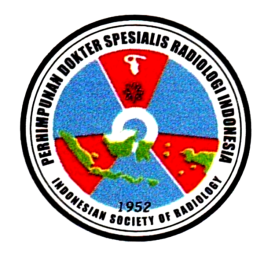 PERHIMPUNAN DOKTER SPESIALIS RADIOLOGI INDONESIA
1952
INDONESIAN SOCIETY OF RADIOLOGY